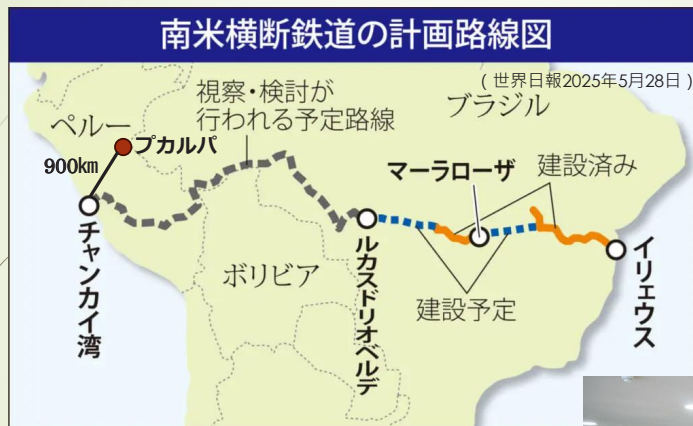 南米横断鉄道の計画路線図
(世界日報2025年5月28日)
視察・検討が
行われる予定路線
ブラジル
ペルー
プカルパ
900km
マーラローザ
建設済み
チャンカイ湾
ボリビア
ルカスドリオベルデ
建設予定
イリェウス